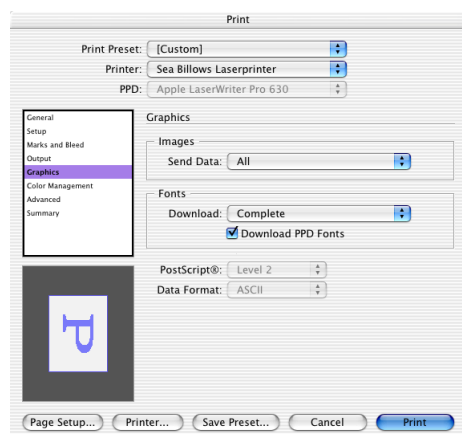 Print
Print Preset: [Custom]
Printer: Sea Billows Laserprinter
PPD: Apple LaserWriter Pro 630
General
Setup
Marks and Bleed
Output
Graphics
Color Management
Advanced
Summary
Graphics
Images
Send Data: All
Fonts
Download: Complete
Download PPD Fonts
PostScript®: Level 2
Data Format: ASCII
P
Page Setup... Printer... Save Preset... Cancel Print